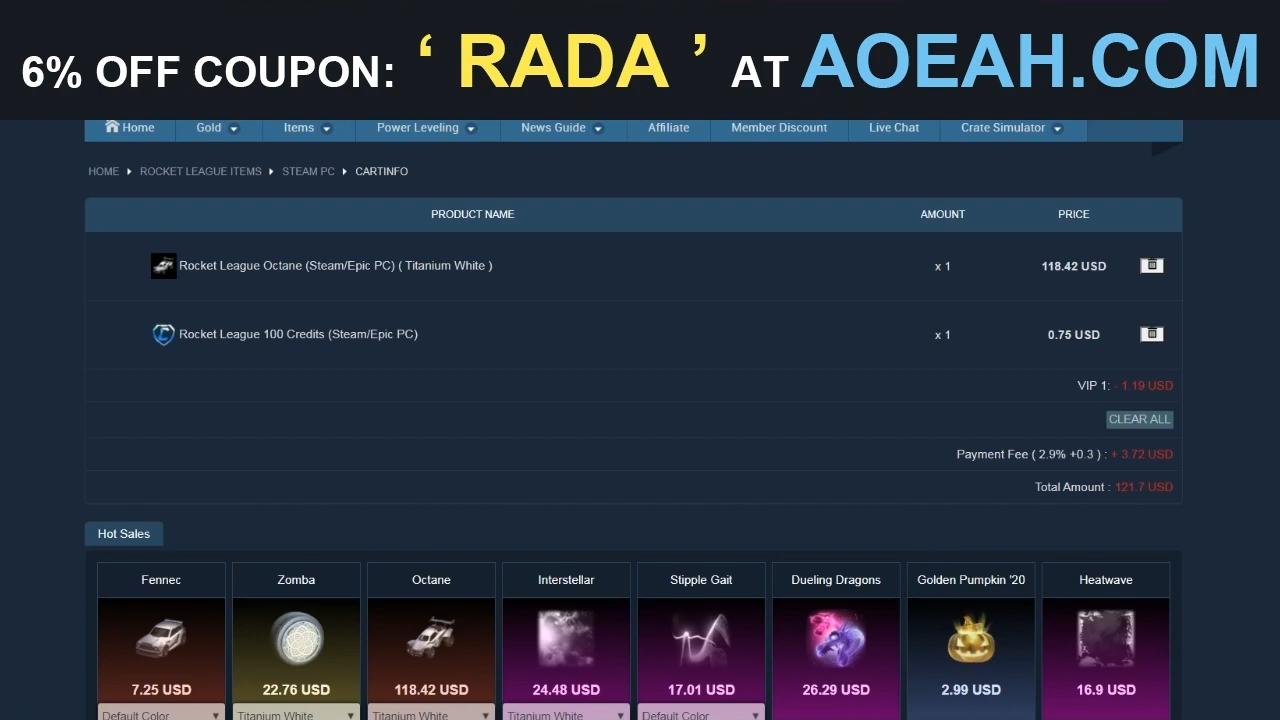 6% OFF COUPON: ‘ RADA ’ AT AOEAH.COM
Home Gold Items Power Leveling News Guide Affiliate Member Discount Live Chat Crate Simulator
HOME ROCKET LEAGUE ITEMS STEAM PC CARTINFO
PRODUCT NAME AMOUNT PRICE
Rocket League Octane (Steam/Epic PC) ( Titanium White ) x 1 118.42 USD
Rocket League 100 Credits (Steam/Epic PC) x 1 0.75 USD
VIP 1: - 1.19 USD
CLEAR ALL
Payment Fee ( 2.9% +0.3 ) : + 3.72 USD
Total Amount : 121.7 USD
Hot Sales
Fennec Zomba Octane Interstellar Stipple Gait Dueling Dragons Golden Pumpkin '20 Heatwave
7.25 USD 22.76 USD 118.42 USD 24.48 USD 17.01 USD 26.29 USD 2.99 USD 16.9 USD
Default Color Titanium White Titanium White Titanium White Default Color